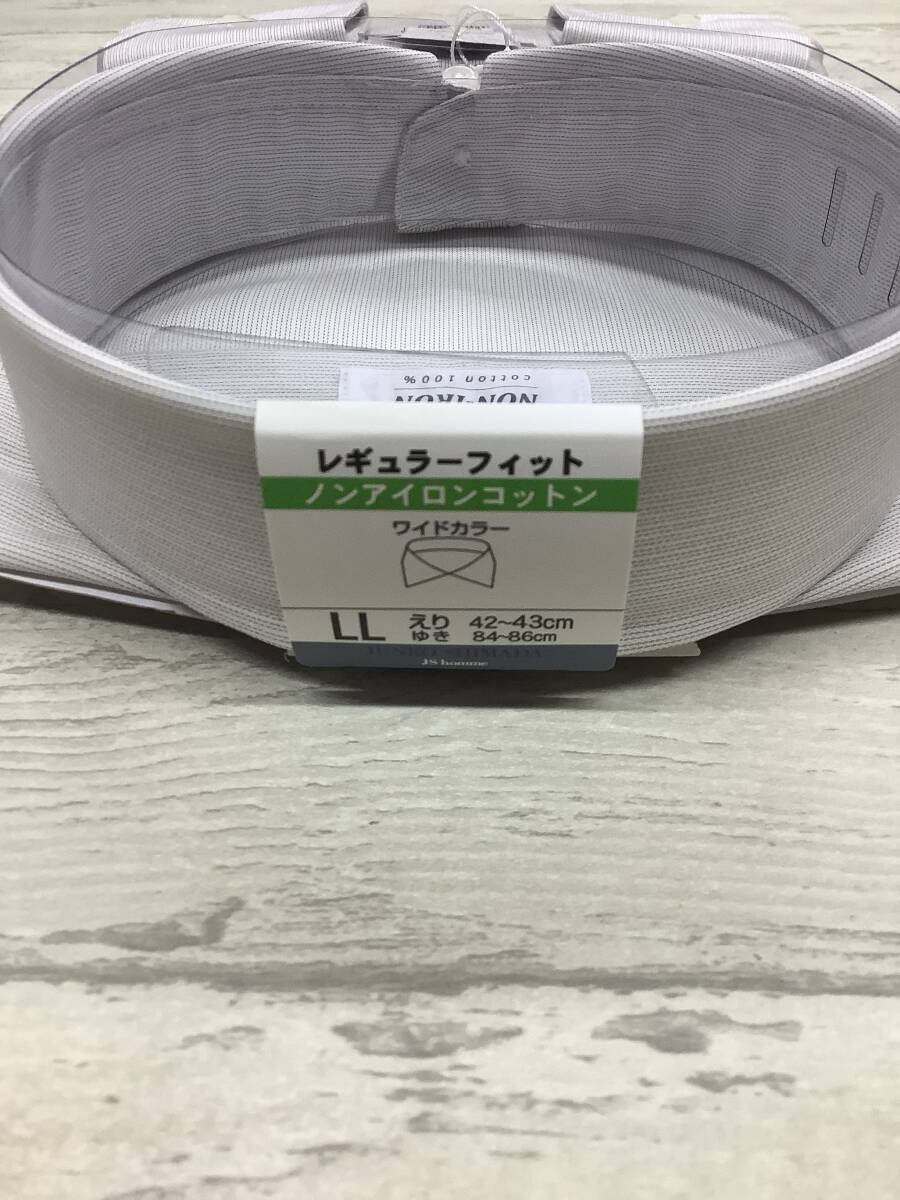 cotton 100%
NON-IRON
レギュラーフィット
ノンアイロンコットン
ワイドカラー
LL えり 42~43cm
ゆき 84~86cm
JUNKO SHIMADA
JS homme